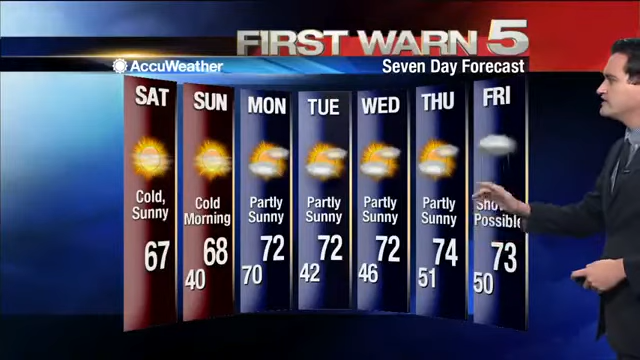 FIRST WARN 5
AccuWeather
Seven Day Forecast
SAT
Cold,
Sunny
67
SUN
Cold
Morning
68
40
MON
Partly
Sunny
72
70
TUE
Partly
Sunny
72
42
WED
Partly
Sunny
72
46
THU
Partly
Sunny
74
51
FRI
Possible
73
50